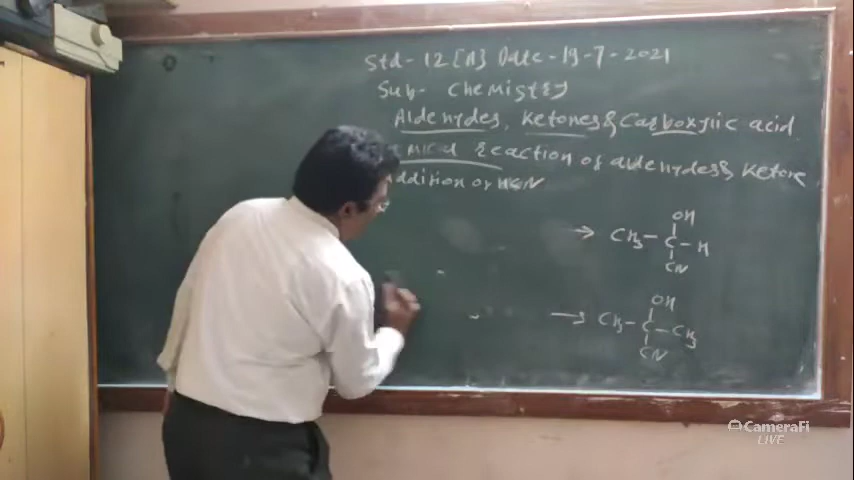 Std- 12 [A] Date-19-7-2021
Sub- Chemistry
Aldehydes, Ketones & Carboxylic acid
mical Reaction of aldehydes & Ketone
addition of HCN
OH
→ CH3 - C - H
CN
OH
→ CH3 - C - CH3
CN
CameraFi
LIVE